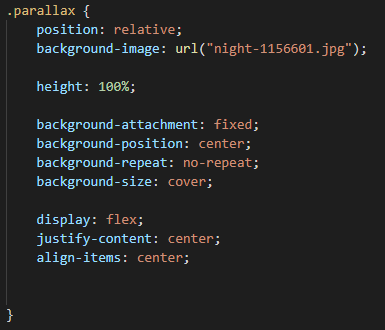 .parallax {
position: relative;
background-image: url("night-1156601.jpg");
height: 100%;
background-attachment: fixed;
background-position: center;
background-repeat: no-repeat;
background-size: cover;
display: flex;
justify-content: center;
align-items: center;
}